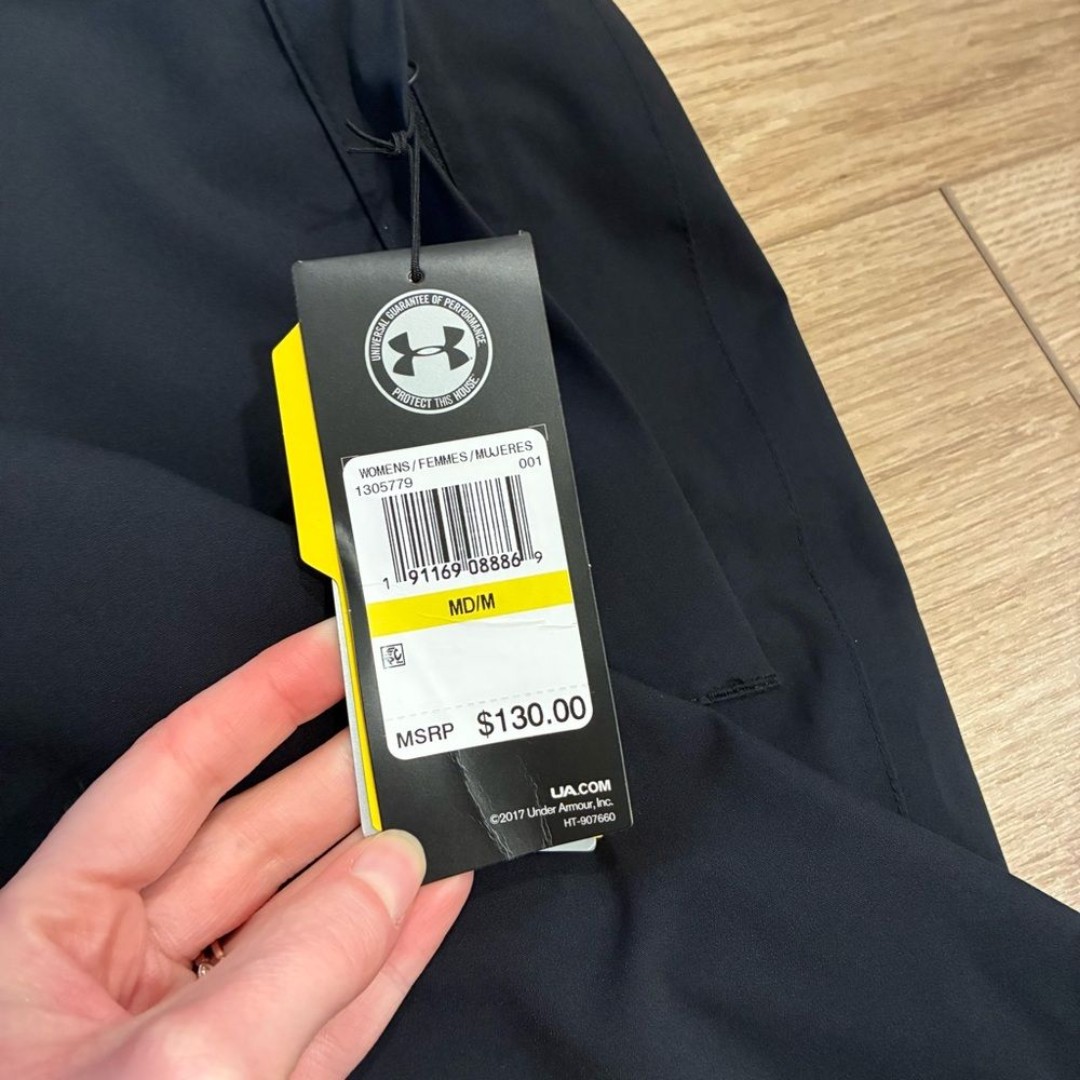 UNIVERSAL GUARANTEE OF PERFORMANCE.
PROTECT THIS HOUSE.
WOMENS/FEMMES/MUJERES
1305779 001
1 91169 08886 9
MD/M
MSRP $130.00
UA.COM
©2017 Under Armour, Inc.
HT-907660